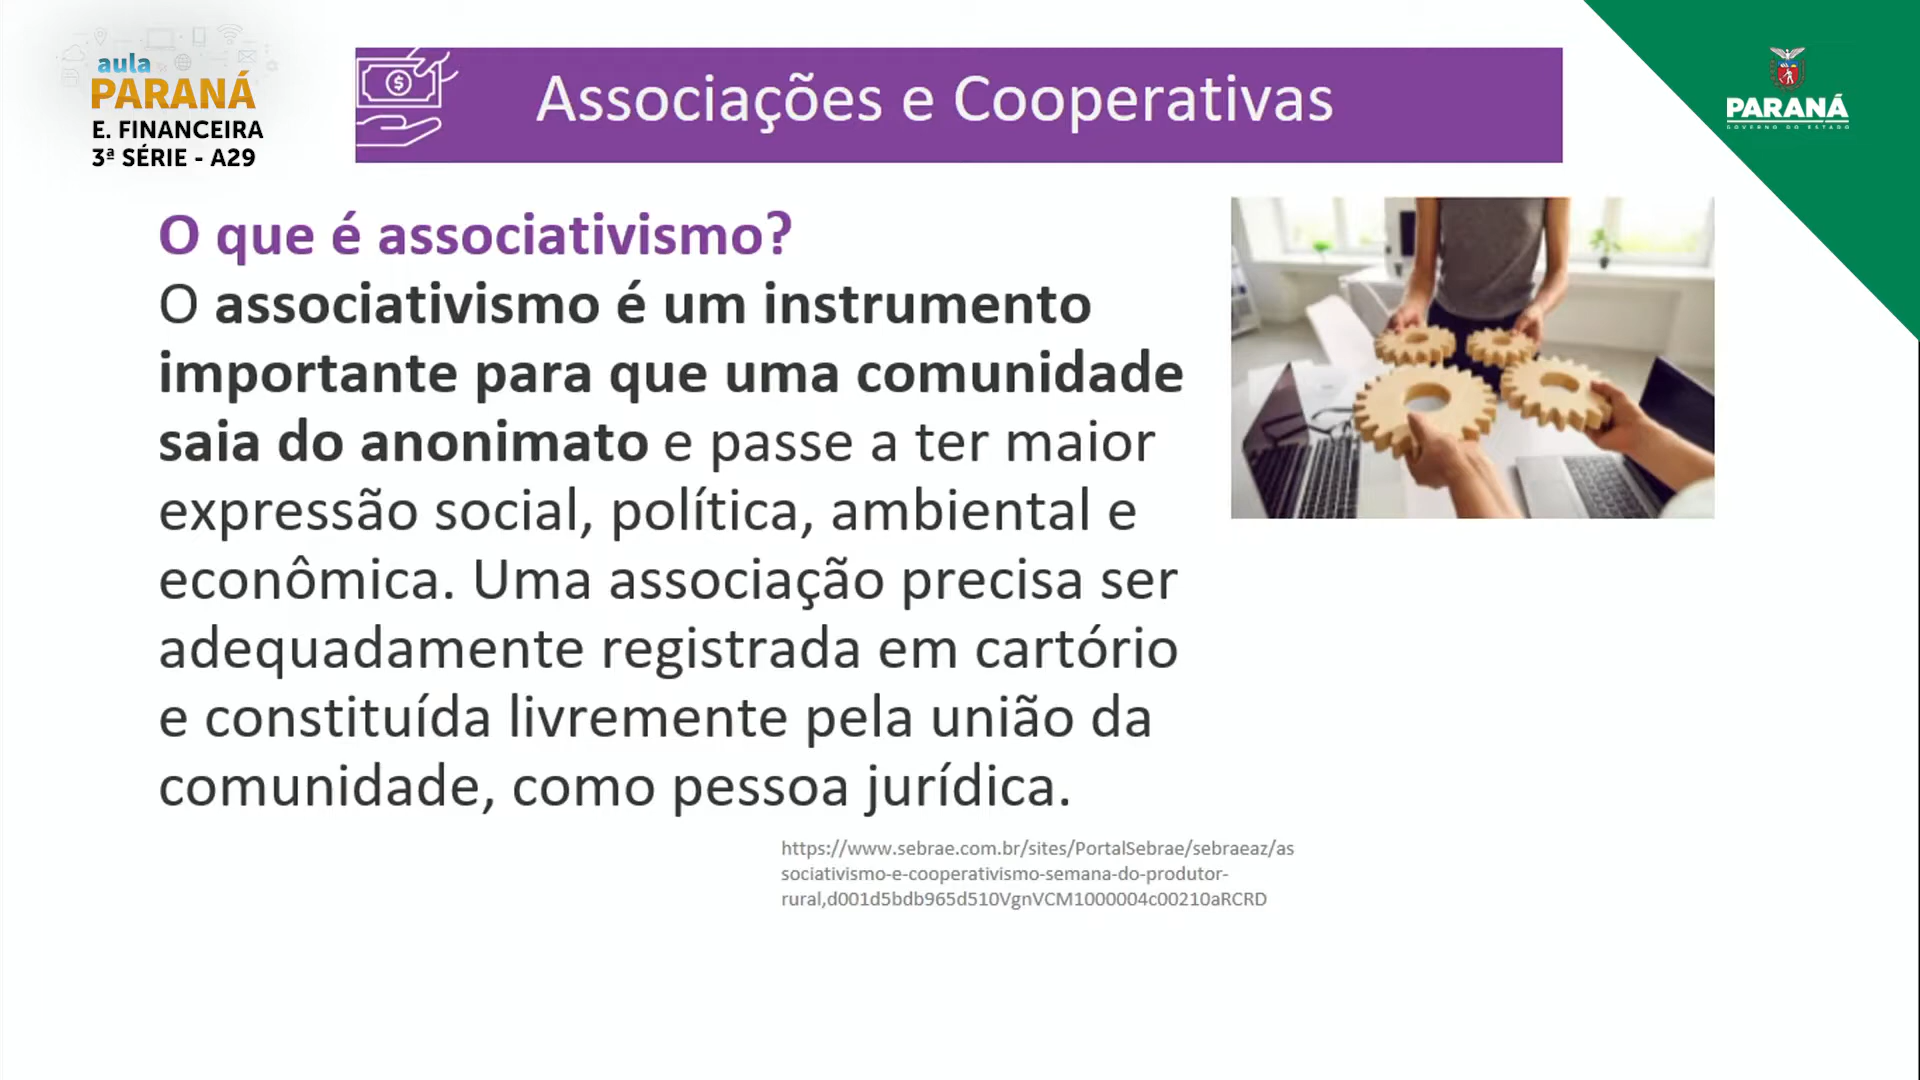 aula
PARANÁ
E. FINANCEIRA
3ª SÉRIE - A29
Associações e Cooperativas
PARANÁ
GOVERNO DO ESTADO
O que é associativismo?
O associativismo é um instrumento
importante para que uma comunidade
saia do anonimato e passe a ter maior
expressão social, política, ambiental e
econômica. Uma associação precisa ser
adequadamente registrada em cartório
e constituída livremente pela união da
comunidade, como pessoa jurídica.
https://www.sebrae.com.br/sites/PortalSebrae/sebraeaz/as
sociativismo-e-cooperativismo-semana-do-produtor-
rural,d001d5bdb965d510VgnVCM1000004c00210aRCRD